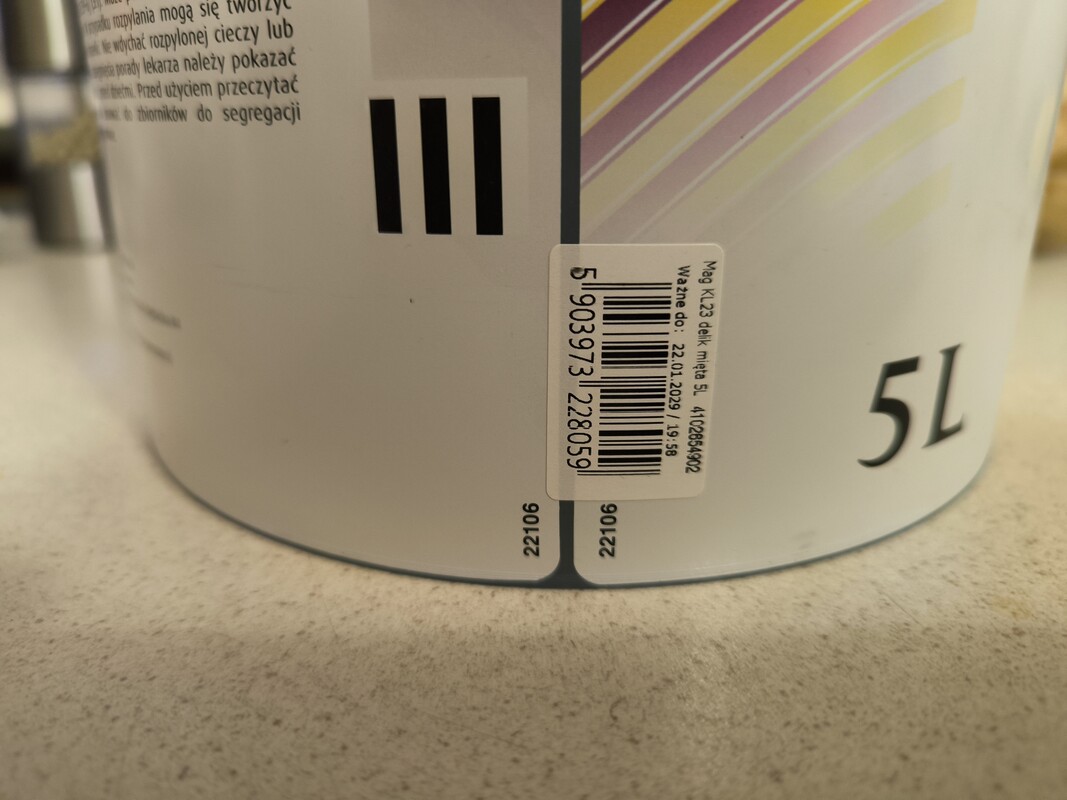 rozpylania mogą się tworzyć
Nie wdychać rozpylonej cieczy lub
porady lekarza należy pokazać
Przed użyciem przeczytać
do zbiorników do segregacji
Mag KL23 delik mięta 5L 4102854902
Ważne do: 22.01.2029 / 19:58
5 903973 228059
5L
22106
22106